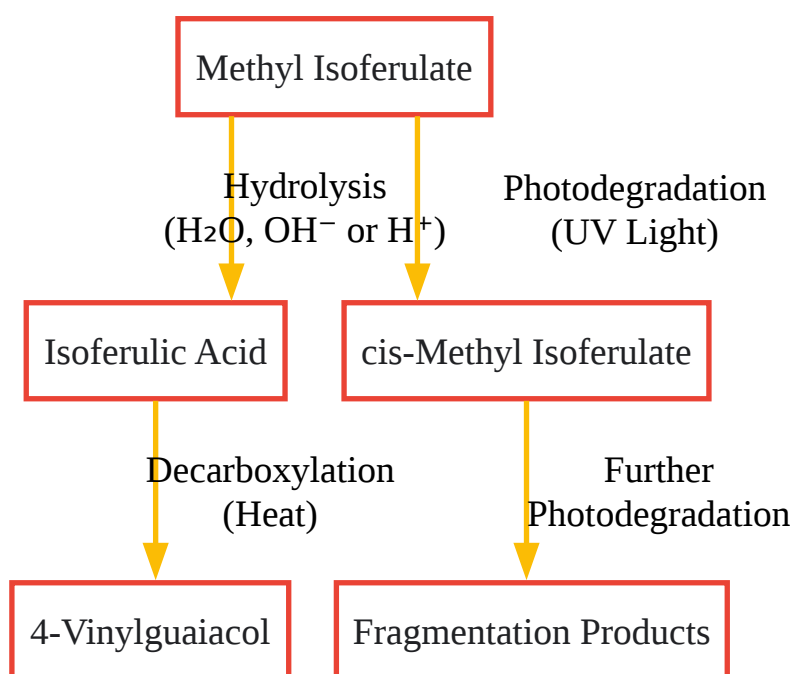 Methyl Isoferulate
Hydrolysis
(H₂O, OH⁻ or H⁺)
Photodegradation
(UV Light)
Isoferulic Acid
cis-Methyl Isoferulate
Decarboxylation
(Heat)
Further
Photodegradation
4-Vinylguaiacol
Fragmentation Products